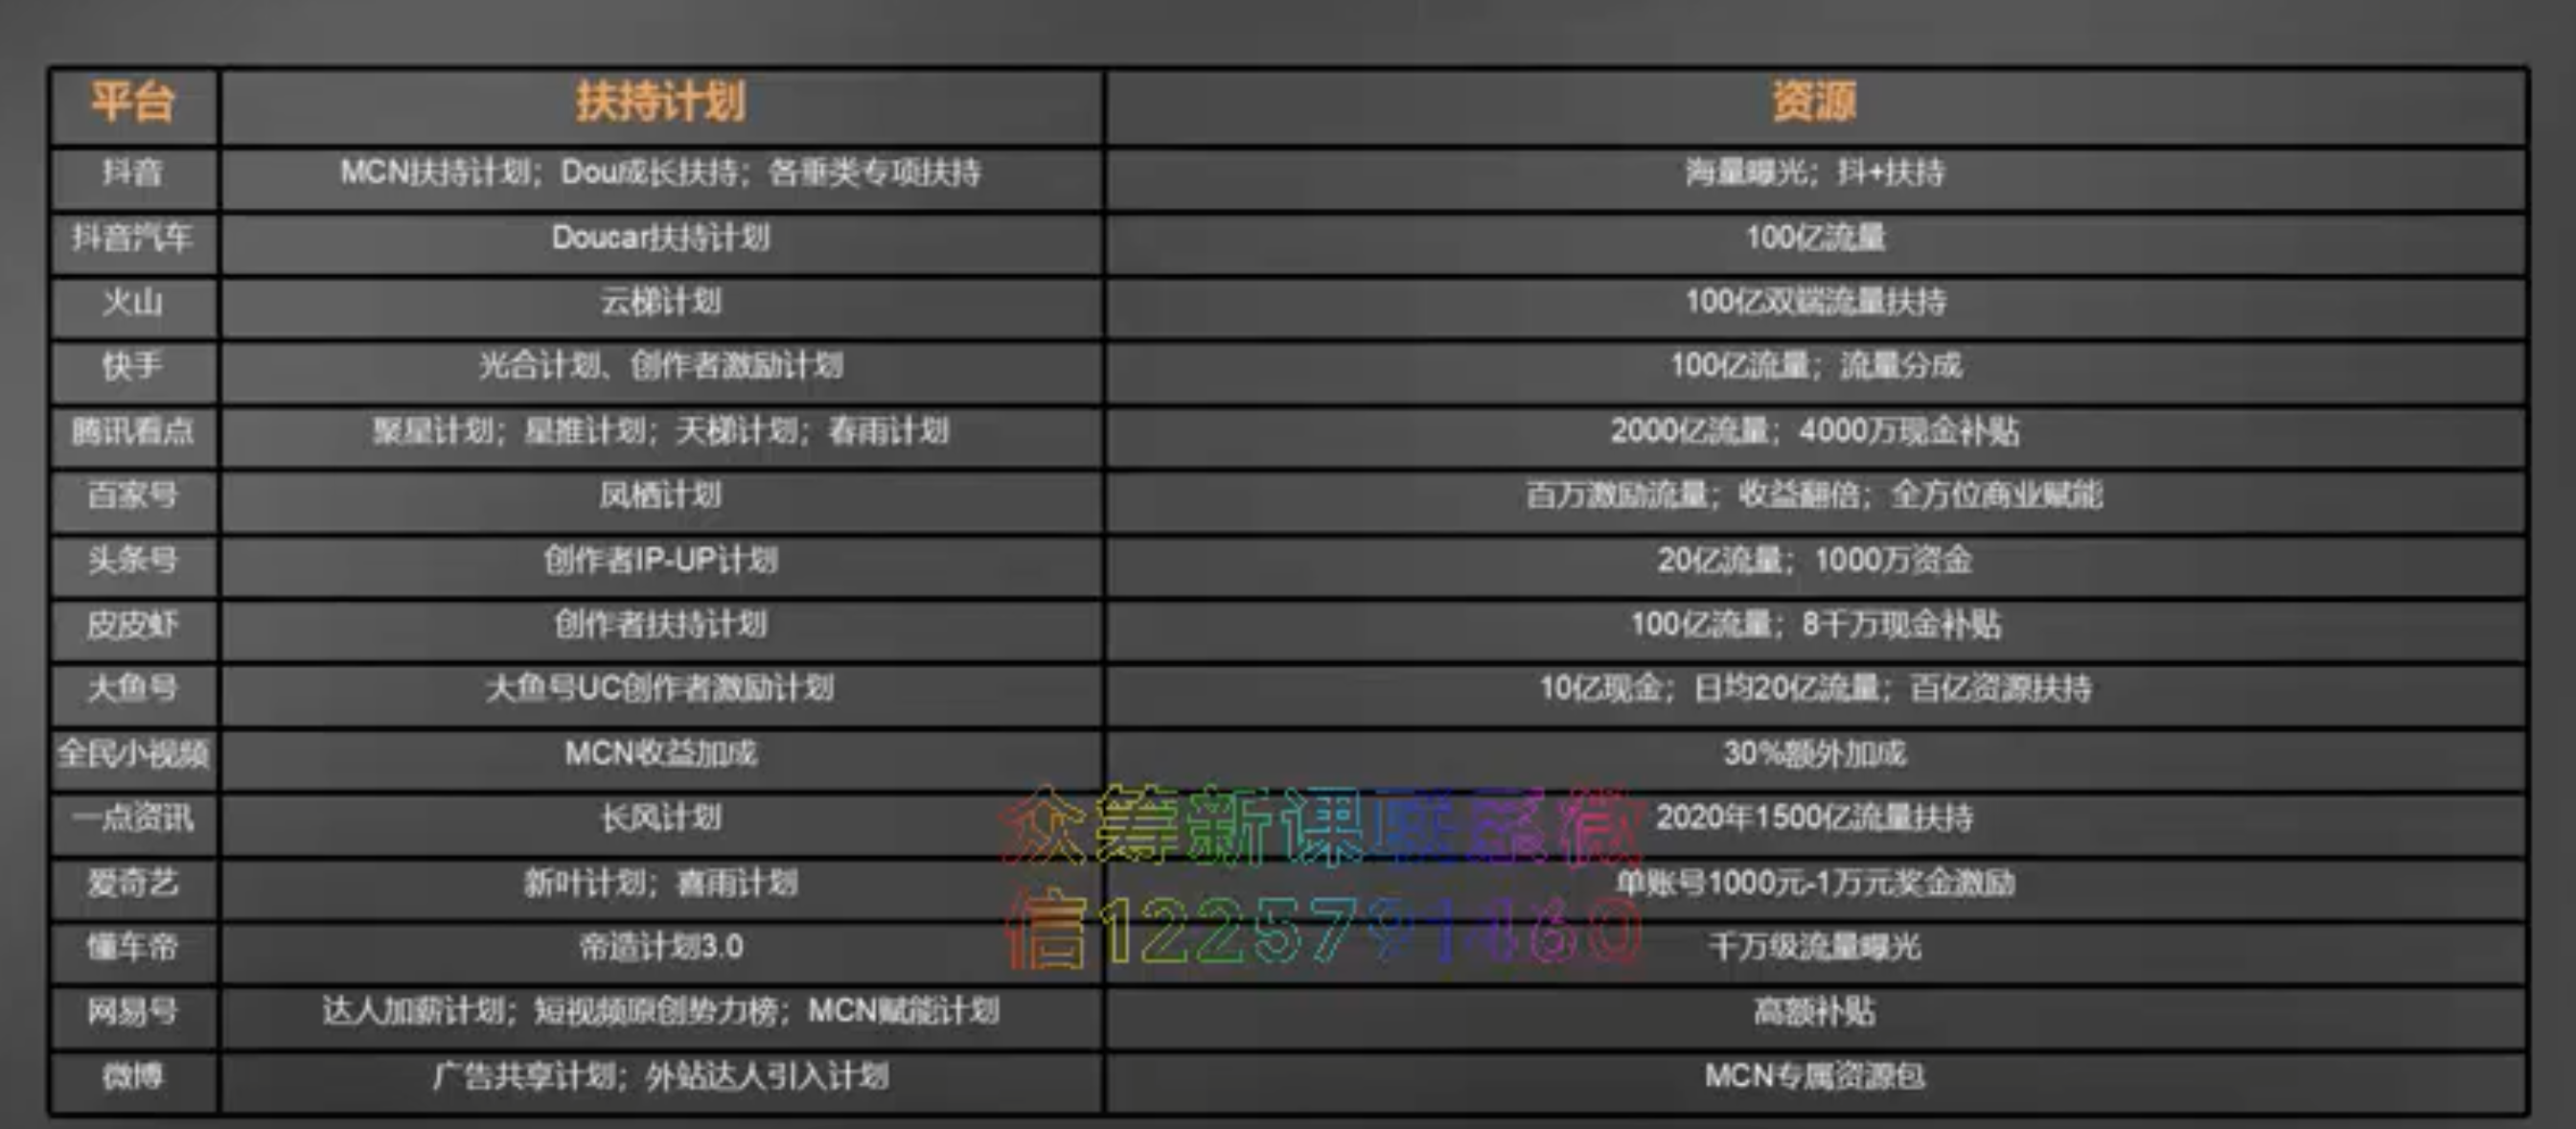 平台 扶持计划 资源
抖音 MCN扶持计划；Dou成长扶持；各垂类专项扶持 海量曝光；抖+扶持
抖音汽车 Doucar扶持计划 100亿流量
火山 云梯计划 100亿双端流量扶持
快手 光合计划、创作者激励计划 100亿流量；流量分成
腾讯看点 聚星计划；星推计划；天梯计划；春雨计划 2000亿流量；4000万现金补贴
百家号 凤栖计划 百万激励流量；收益翻倍；全方位商业赋能
头条号 创作者IP-UP计划 20亿流量；1000万资金
皮皮虾 创作者扶持计划 100亿流量；8千万现金补贴
大鱼号 大鱼号UC创作者激励计划 10亿现金；日均20亿流量；百亿资源扶持
全民小视频 MCN收益加成 30%额外加成
一点资讯 长风计划 2020年1500亿流量扶持
爱奇艺 新叶计划；喜雨计划 单账号1000元-1万元奖金激励
懂车帝 帝造计划3.0 千万级流量曝光
网易号 达人加薪计划；短视频原创势力榜；MCN赋能计划 高额补贴
微博 广告共享计划；外站达人引入计划 MCN专属资源包
众筹新课联系微
信1225791460